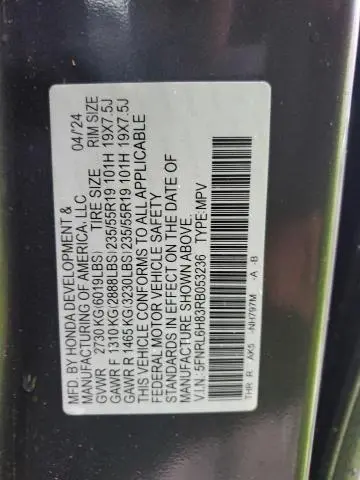 MFD. BY HONDA DEVELOPMENT & 04/'24
MANUFACTURING OF AMERICA, LLC. TIRE SIZE RIM SIZE
GVWR 2730 KG(6019LBS)
GAWR F 1310 KG(2888LBS)235/55R19 101H 19X7.5J
GAWR R 1465 KG(3230LBS)235/55R19 101H 19X7.5J
THIS VEHICLE CONFORMS TO ALL APPLICABLE
FEDERAL MOTOR VEHICLE SAFETY
STANDARDS IN EFFECT ON THE DATE OF
MANUFACTURE SHOWN ABOVE.
V.I.N.: 5FNRL6H83RB053236 TYPE:MPV
THR R AK5 -NH797M -A -B